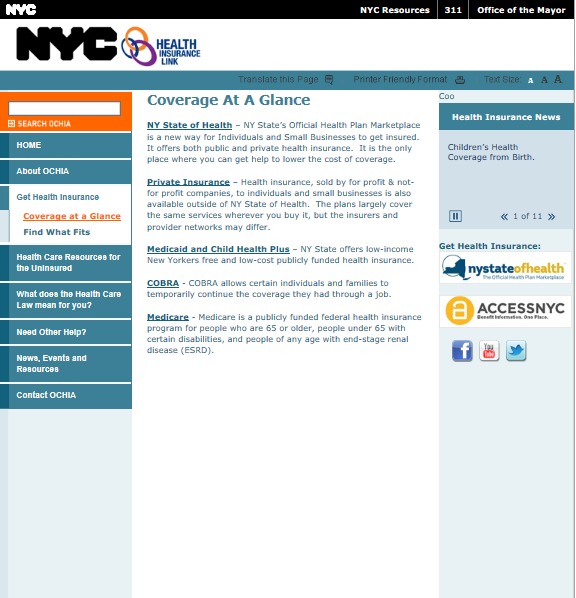 NYC
NYC Resources 311 Office of the Mayor
NYC HEALTH
INSURANCE
LINK
Translate this Page Printer Friendly Format Text Size: A A A
SEARCH OCHIA
HOME
About OCHIA
Get Health Insurance
Coverage at a Glance
Find What Fits
Health Care Resources for
the Uninsured
What does the Health Care
Law mean for you?
Need Other Help?
News, Events and
Resources
Contact OCHIA
Coverage At A Glance
NY State of Health – NY State's Official Health Plan Marketplace
is a new way for Individuals and Small Businesses to get insured.
It offers both public and private health insurance. It is the only
place where you can get help to lower the cost of coverage.
Private Insurance – Health insurance, sold by for profit & not-
for profit companies, to individuals and small businesses is also
available outside of NY State of Health. The plans largely cover
the same services wherever you buy it, but the insurers and
provider networks may differ.
Medicaid and Child Health Plus – NY State offers low-income
New Yorkers free and low-cost publicly funded health insurance.
COBRA - COBRA allows certain individuals and families to
temporarily continue the coverage they had through a job.
Medicare - Medicare is a publicly funded federal health insurance
program for people who are 65 or older, people under 65 with
certain disabilities, and people of any age with end-stage renal
disease (ESRD).
Coo
Health Insurance News
Children's Health
Coverage from Birth.
« 1 of 11 »
Get Health Insurance:
nystateofhealth
The Official Health Plan Marketplace
A ACCESSNYC
Benefit Information. One Place.
f You Tube